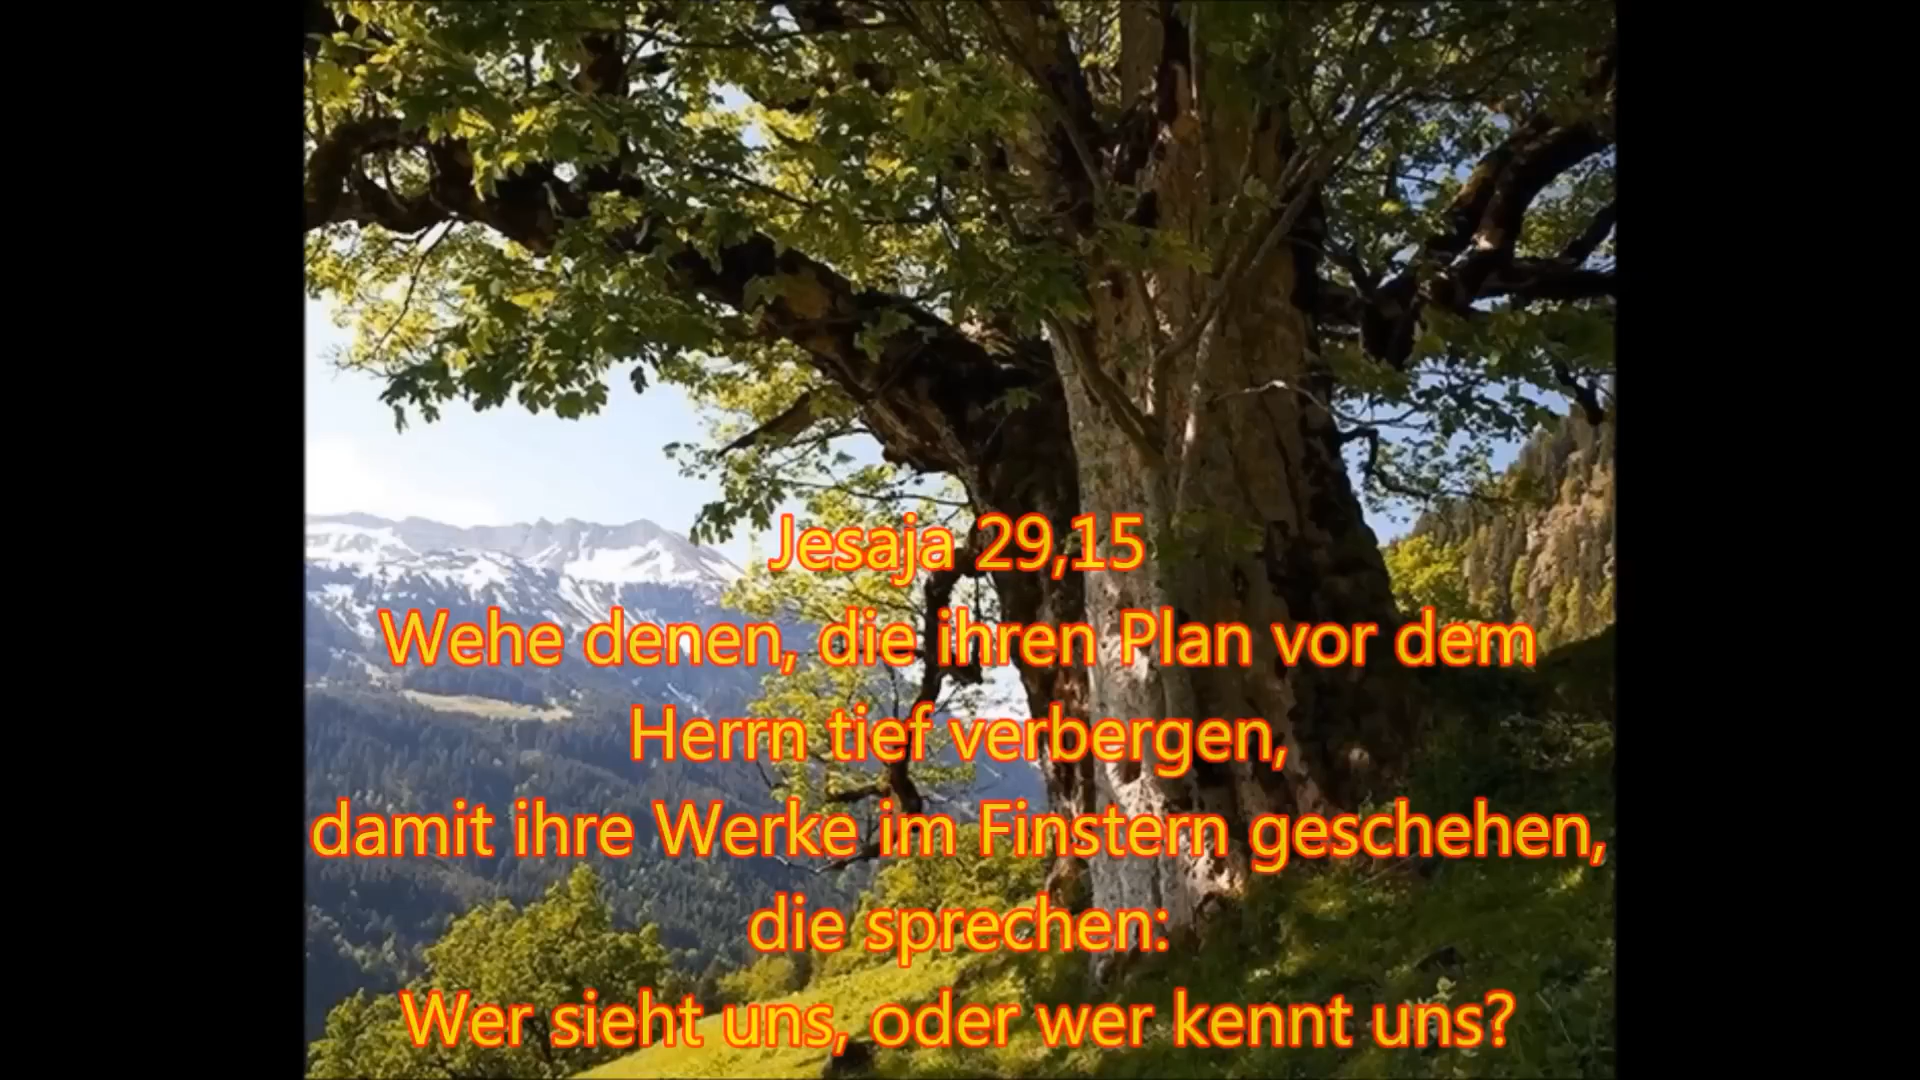 Jesaja 29,15
Wehe denen, die ihren Plan vor dem
Herrn tief verbergen,
damit ihre Werke im Finstern geschehen,
die sprechen:
Wer sieht uns, oder wer kennt uns?